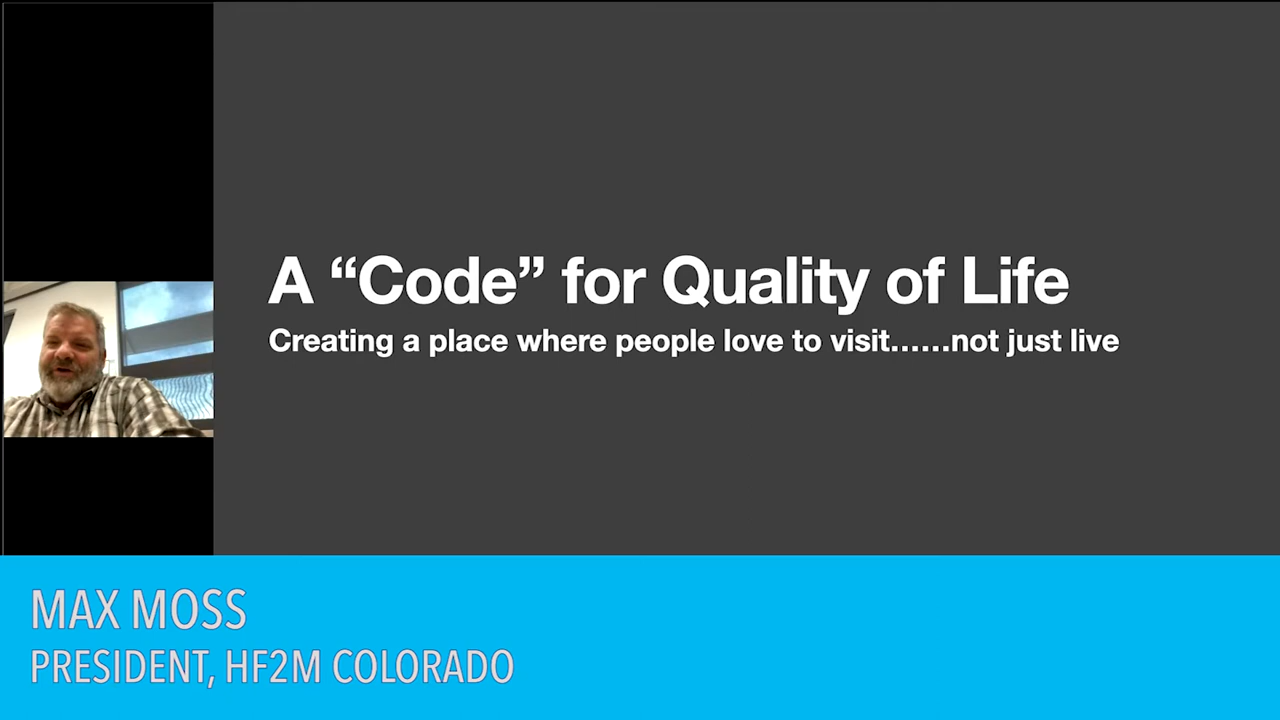 A “Code” for Quality of Life
Creating a place where people love to visit......not just live
MAX MOSS
PRESIDENT, HF2M COLORADO